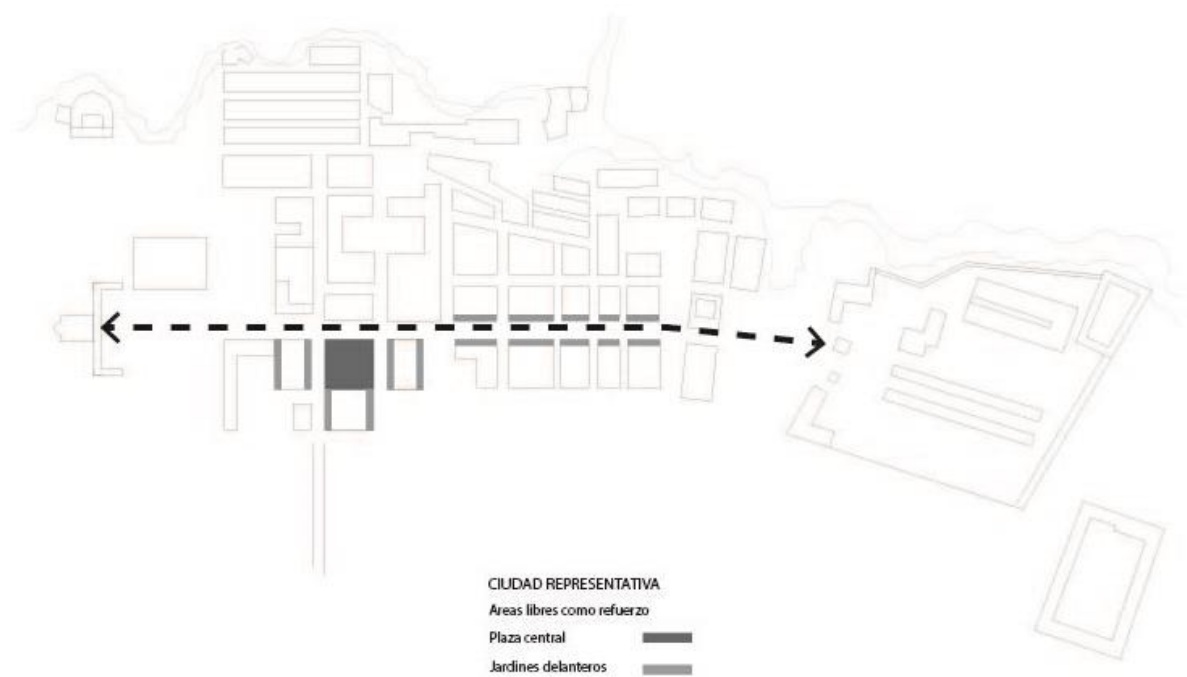 CIUDAD REPRESENTATIVA
Areas libres como refuerzo
Plaza central
Jardines delanteros